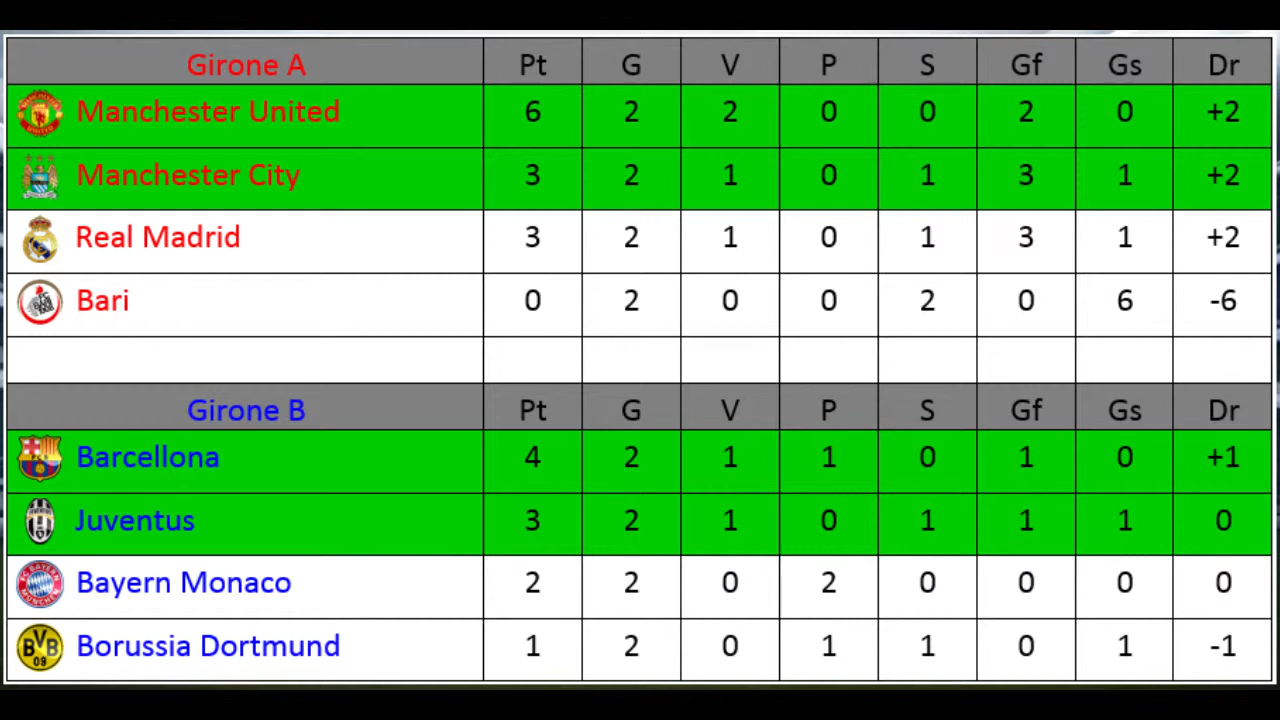 Girone A Pt G V P S Gf Gs Dr
Manchester United 6 2 2 0 0 2 0 +2
Manchester City 3 2 1 0 1 3 1 +2
Real Madrid 3 2 1 0 1 3 1 +2
Bari 0 2 0 0 2 0 6 -6
Girone B Pt G V P S Gf Gs Dr
Barcellona 4 2 1 1 0 1 0 +1
Juventus 3 2 1 0 1 1 1 0
Bayern Monaco 2 2 0 2 0 0 0 0
BVB
09
Borussia Dortmund 1 2 0 1 1 0 1 -1